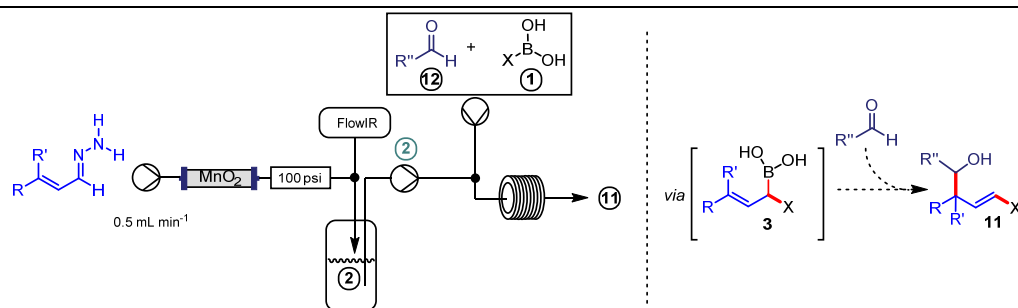 H
N
N
H
R'
R
H
0.5 mL min-1
MnO2
100 psi
FlowIR
2
2
O
R"
H
12
+
OH
B
OH
X
1
11
via
HO
OH
B
R'
R
X
3
O
R"
H
R"
OH
R
R'
X
11